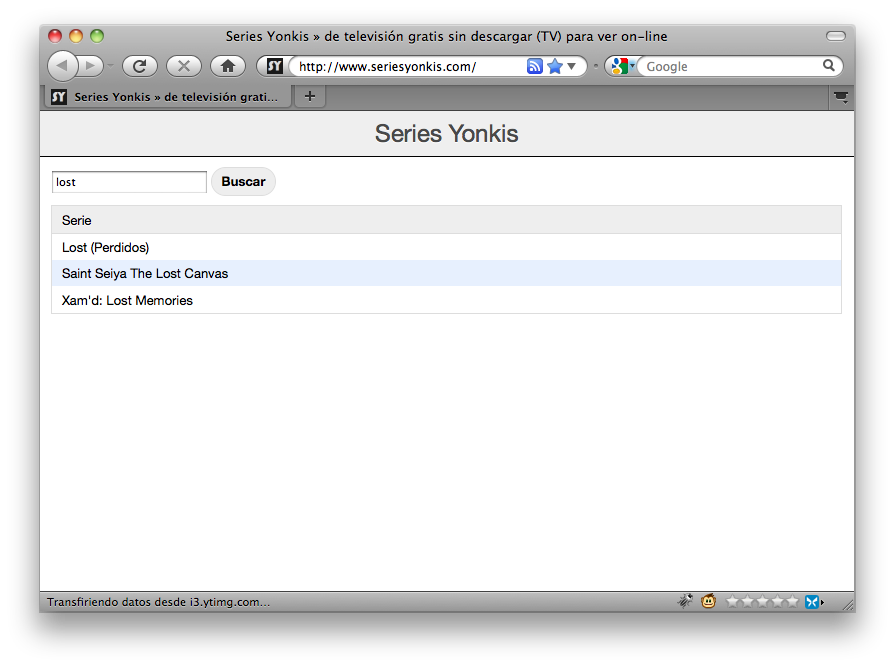 Series Yonkis » de televisión gratis sin descargar (TV) para ver on-line
SY http://www.seriesyonkis.com/ Google
SY Series Yonkis » de televisión grati... +
Series Yonkis
lost Buscar
Serie
Lost (Perdidos)
Saint Seiya The Lost Canvas
Xam'd: Lost Memories
Transfiriendo datos desde i3.ytimg.com...